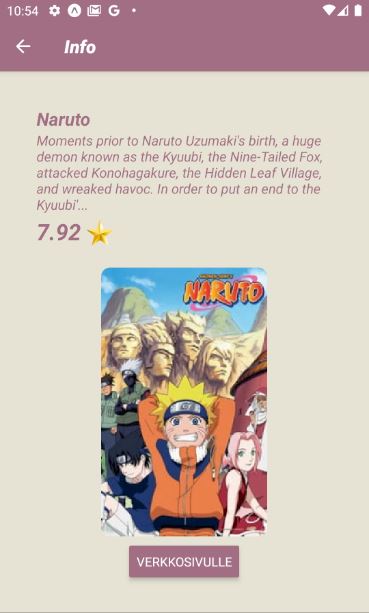 10:54
Info
Naruto
Moments prior to Naruto Uzumaki's birth, a huge
demon known as the Kyuubi, the Nine-Tailed Fox,
attacked Konohagakure, the Hidden Leaf Village,
and wreaked havoc. In order to put an end to the
Kyuubi'...
7.92
NARUTO
VERKKOSIVULLE